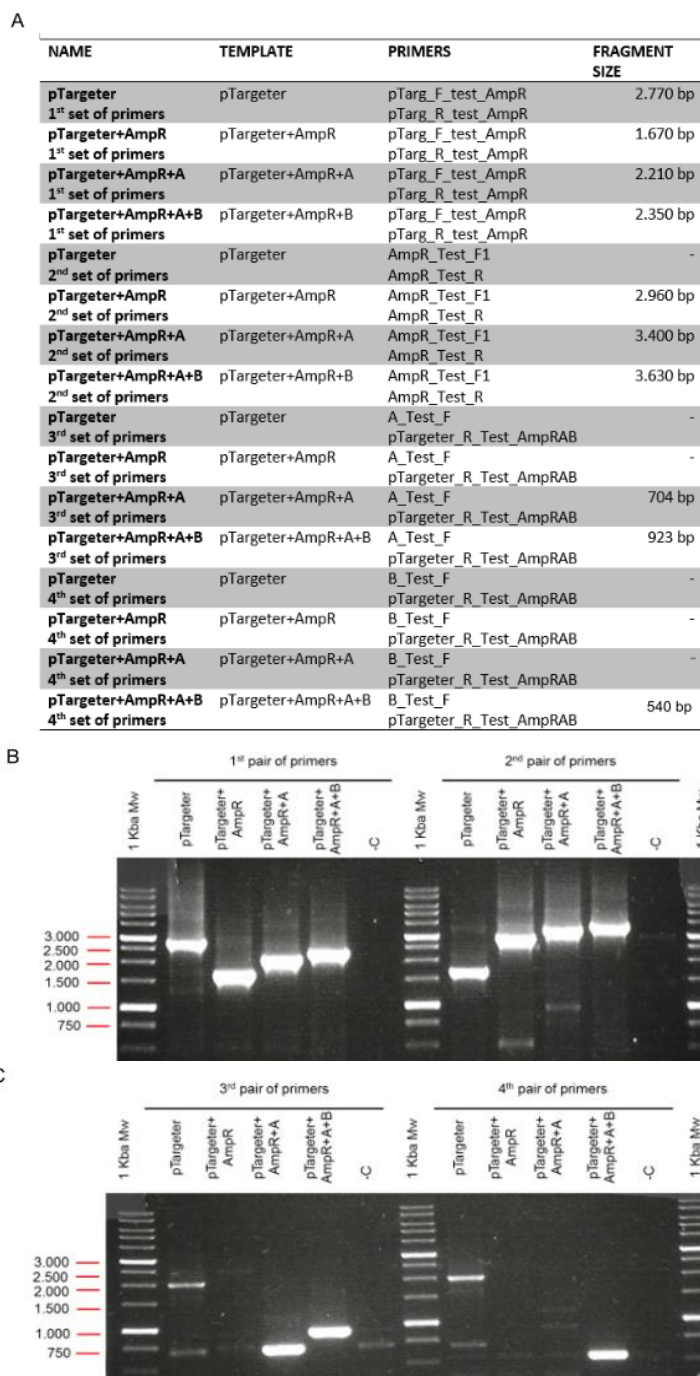 A
NAME TEMPLATE PRIMERS FRAGMENT
SIZE
pTargeter pTargeter pTarg_F_test_AmpR 2.770 bp
1st set of primers pTarg_R_test_AmpR
pTargeter+AmpR pTargeter+AmpR pTarg_F_test_AmpR 1.670 bp
1st set of primers pTarg_R_test_AmpR
pTargeter+AmpR+A pTargeter+AmpR+A pTarg_F_test_AmpR 2.210 bp
1st set of primers pTarg_R_test_AmpR
pTargeter+AmpR+A+B pTargeter+AmpR+B pTarg_F_test_AmpR 2.350 bp
1st set of primers pTarg_R_test_AmpR
pTargeter pTargeter AmpR_Test_F1 -
2nd set of primers AmpR_Test_R
pTargeter+AmpR pTargeter+AmpR AmpR_Test_F1 2.960 bp
2nd set of primers AmpR_Test_R
pTargeter+AmpR+A pTargeter+AmpR+A AmpR_Test_F1 3.400 bp
2nd set of primers AmpR_Test_R
pTargeter+AmpR+A+B pTargeter+AmpR+B AmpR_Test_F1 3.630 bp
2nd set of primers AmpR_Test_R
pTargeter pTargeter A_Test_F -
3rd set of primers pTargeter_R_Test_AmpRAB
pTargeter+AmpR pTargeter+AmpR A_Test_F -
3rd set of primers pTargeter_R_Test_AmpRAB
pTargeter+AmpR+A pTargeter+AmpR+A A_Test_F 704 bp
3rd set of primers pTargeter_R_Test_AmpRAB
pTargeter+AmpR+A+B pTargeter+AmpR+A+B A_Test_F 923 bp
3rd set of primers pTargeter_R_Test_AmpRAB
pTargeter pTargeter B_Test_F -
4th set of primers pTargeter_R_Test_AmpRAB
pTargeter+AmpR pTargeter+AmpR B_Test_F -
4th set of primers pTargeter_R_Test_AmpRAB
pTargeter+AmpR+A pTargeter+AmpR+A B_Test_F -
4th set of primers pTargeter_R_Test_AmpRAB
pTargeter+AmpR+A+B pTargeter+AmpR+A+B B_Test_F 540 bp
4th set of primers pTargeter_R_Test_AmpRAB
B
1st pair of primers
2nd pair of primers
1 Kba Mw
pTargeter
pTargeter+
AmpR
pTargeter+
AmpR+A
pTargeter+
AmpR+A+B
-C
1 Kba Mw
pTargeter
pTargeter+
AmpR
pTargeter+
AmpR+A
pTargeter+
AmpR+A+B
-C
3.000
2.500
2.000
1.500
1.000
750
3rd pair of primers
4th pair of primers
1 Kba Mw
pTargeter
pTargeter+
AmpR
pTargeter+
AmpR+A
pTargeter+
AmpR+A+B
-C
1 Kba Mw
pTargeter
pTargeter+
AmpR
pTargeter+
AmpR+A
pTargeter+
AmpR+A+B
-C
3.000
2.500
2.000
1.500
1.000
750